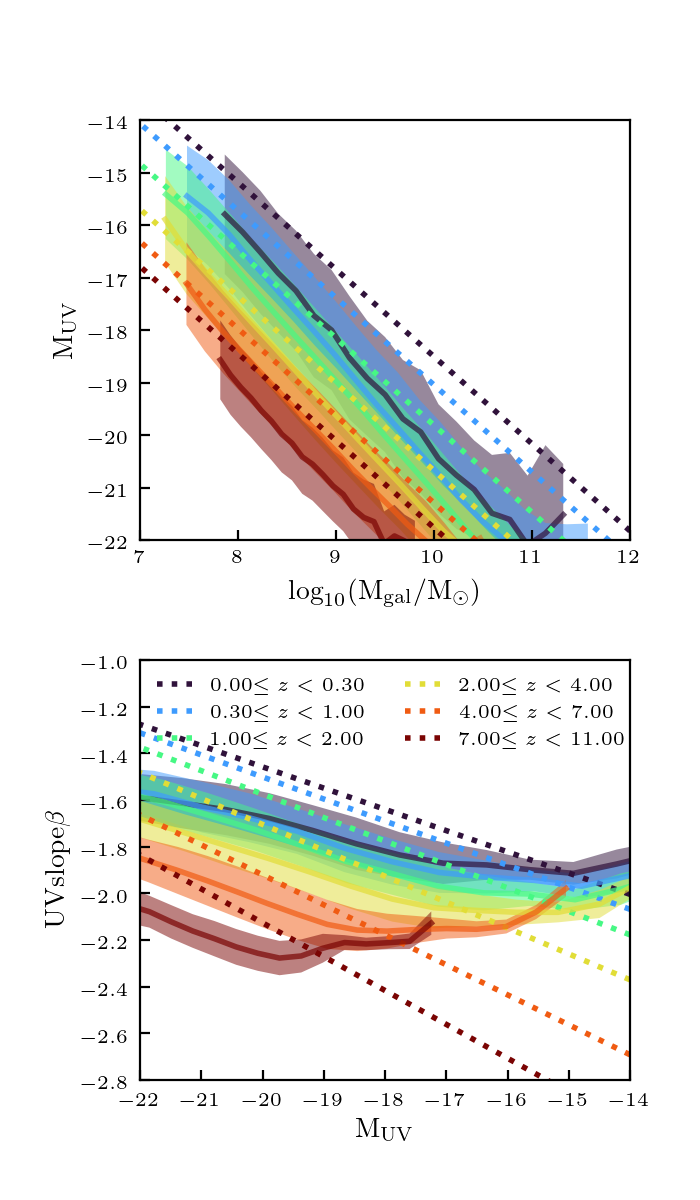 −14
−15
−16
−17
−18
−19
−20
−21
−22
M_UV
7 8 9 10 11 12
log₁₀(M_gal/M_⊙)
−1.0
−1.2
−1.4
−1.6
−1.8
−2.0
−2.2
−2.4
−2.6
−2.8
UVslopeβ
0.00≤ z < 0.30
0.30≤ z < 1.00
1.00≤ z < 2.00
2.00≤ z < 4.00
4.00≤ z < 7.00
7.00≤ z < 11.00
−22 −21 −20 −19 −18 −17 −16 −15 −14
M_UV